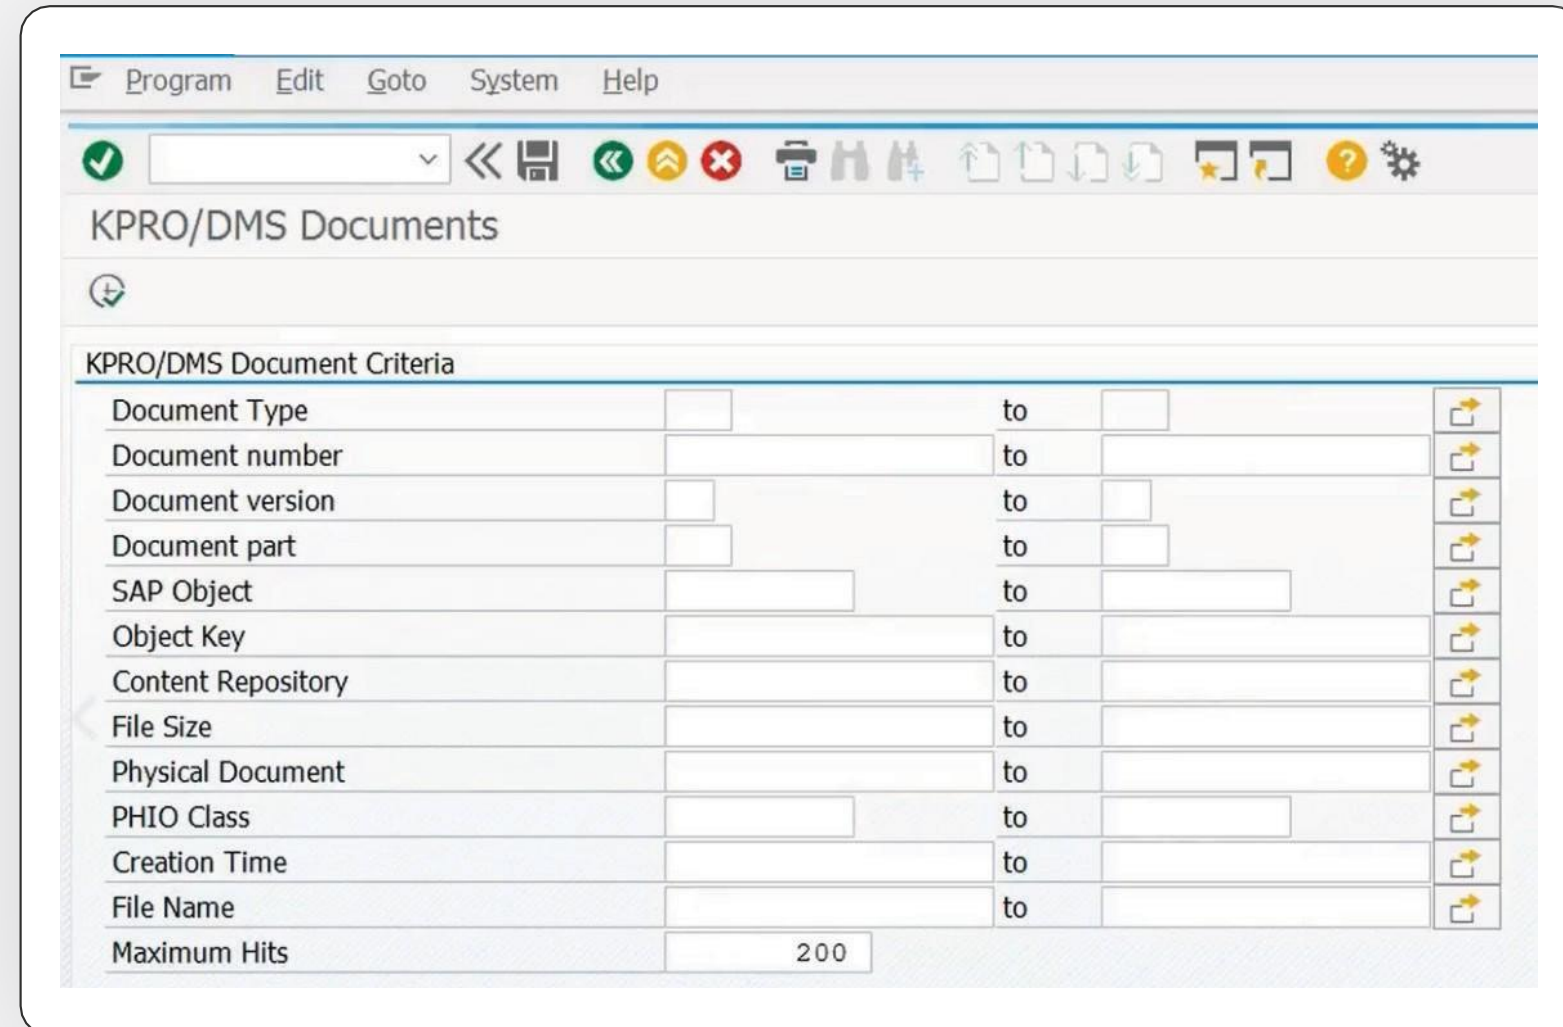 Program Edit Goto System Help
KPRO/DMS Documents
KPRO/DMS Document Criteria
Document Type to
Document number to
Document version to
Document part to
SAP Object to
Object Key to
Content Repository to
File Size to
Physical Document to
PHIO Class to
Creation Time to
File Name to
Maximum Hits 200